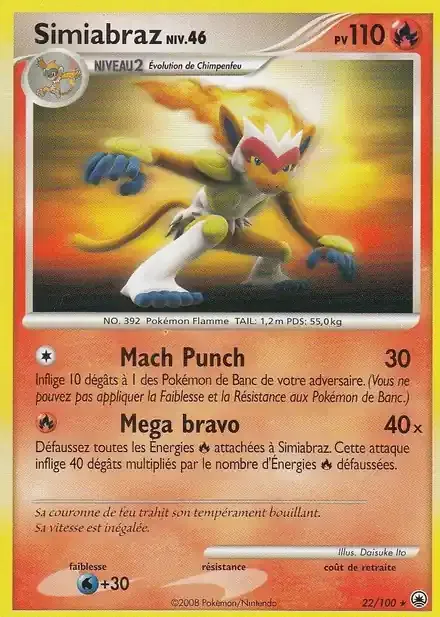 Simiabraz NIV.46 PV 110
NIVEAU2 Évolution de Chimpenfeu
NO. 392 Pokémon Flamme TAIL: 1,2 m PDS: 55,0 kg
Mach Punch 30
Inflige 10 dégâts à 1 des Pokémon de Banc de votre adversaire. (Vous ne
pouvez pas appliquer la Faiblesse et la Résistance aux Pokémon de Banc.)
Mega bravo 40x
Défaussez toutes les Énergies attachées à Simiabraz. Cette attaque
inflige 40 dégâts multipliés par le nombre d'Énergies défaussées.
Sa couronne de feu trahit son tempérament bouillant.
Sa vitesse est inégalée.
Illus. Daisuke Ito
faiblesse résistance coût de retraite
+30
©2008 Pokémon/Nintendo 22/100 ★